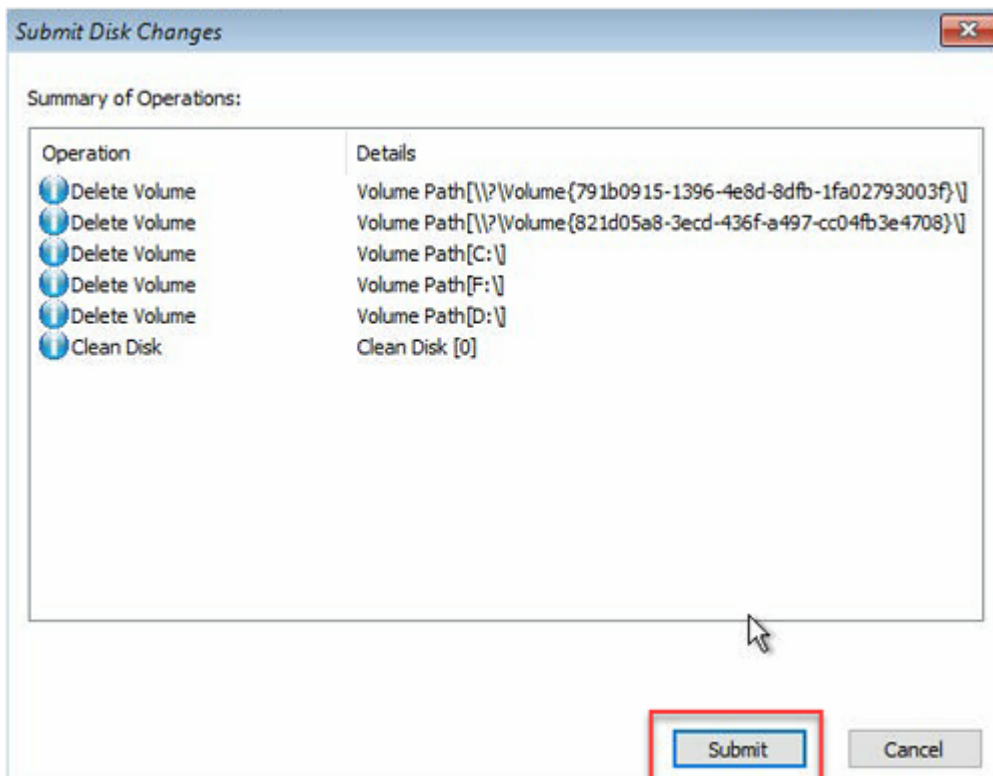 Submit Disk Changes
Summary of Operations:
Operation Details
Delete Volume Volume Path[\\?\Volume{791b0915-1396-4e8d-8dfb-1fa02793003f}\]
Delete Volume Volume Path[\\?\Volume{821d05a8-3ecd-436f-a497-cc04fb3e4708}\]
Delete Volume Volume Path[C:\]
Delete Volume Volume Path[F:\]
Delete Volume Volume Path[D:\]
Clean Disk Clean Disk [0]
Submit Cancel